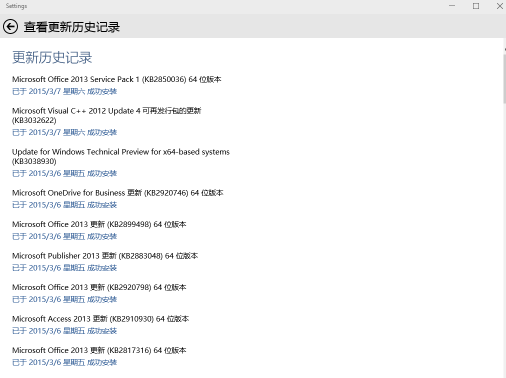 Settings
查看更新历史记录
更新历史记录
Microsoft Office 2013 Service Pack 1 (KB2850036) 64 位版本
已于 2015/3/7 星期六 成功安装
Microsoft Visual C++ 2012 Update 4 可再发行包的更新
(KB3032622)
已于 2015/3/7 星期六 成功安装
Update for Windows Technical Preview for x64-based systems
(KB3038930)
已于 2015/3/6 星期五 成功安装
Microsoft OneDrive for Business 更新 (KB2920746) 64 位版本
已于 2015/3/6 星期五 成功安装
Microsoft Office 2013 更新 (KB2899498) 64 位版本
已于 2015/3/6 星期五 成功安装
Microsoft Publisher 2013 更新 (KB2883048) 64 位版本
已于 2015/3/6 星期五 成功安装
Microsoft Office 2013 更新 (KB2920798) 64 位版本
已于 2015/3/6 星期五 成功安装
Microsoft Access 2013 更新 (KB2910930) 64 位版本
已于 2015/3/6 星期五 成功安装
Microsoft Office 2013 更新 (KB2817316) 64 位版本
已于 2015/3/6 星期五 成功安装